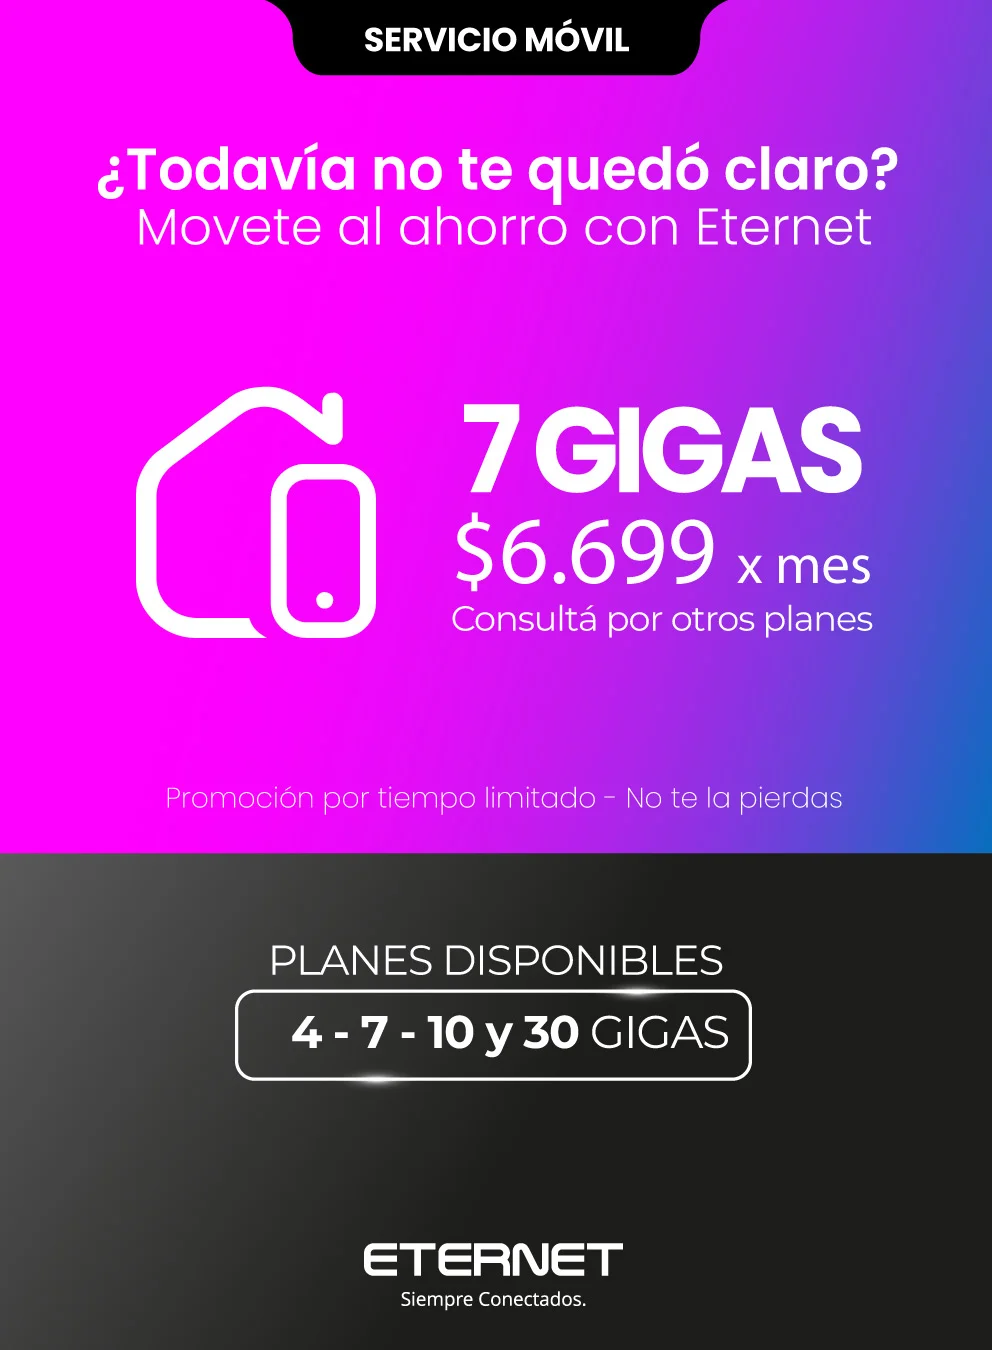 SERVICIO MÓVIL
¿Todavía no te quedó claro?
Movete al ahorro con Eternet
7 GIGAS
$6.699 x mes
Consultá por otros planes
Promoción por tiempo limitado - No te la pierdas
PLANES DISPONIBLES
4 - 7 - 10 y 30 GIGAS
ETERNET
Siempre Conectados.